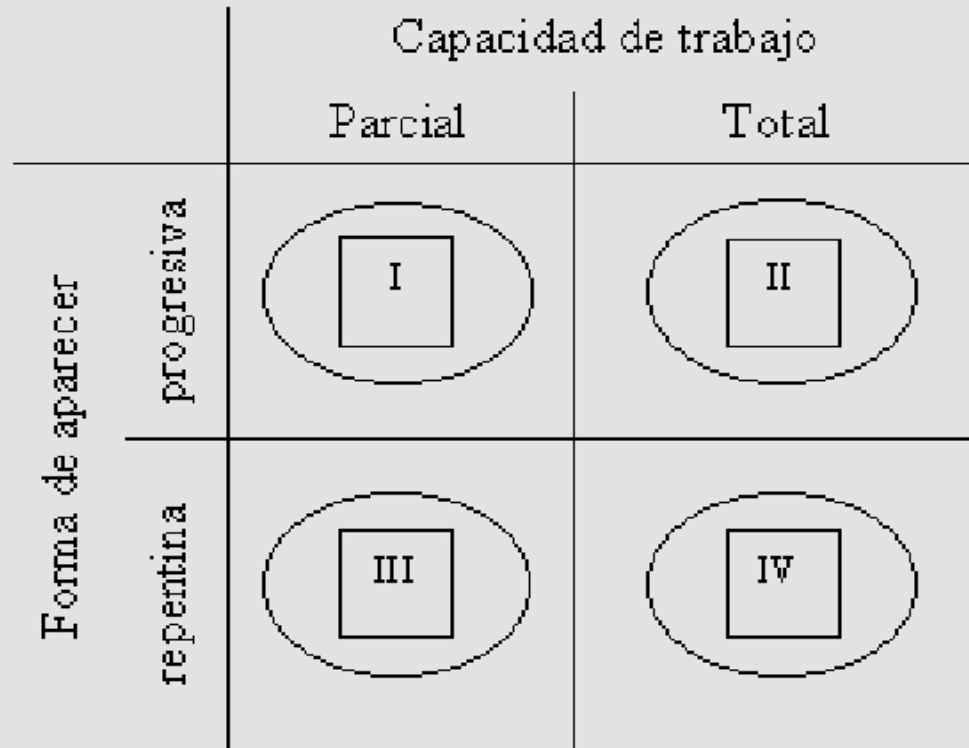 Capacidad de trabajo
Parcial
Total
Forma de aparecer
progresiva
I
II
repentina
III
IV